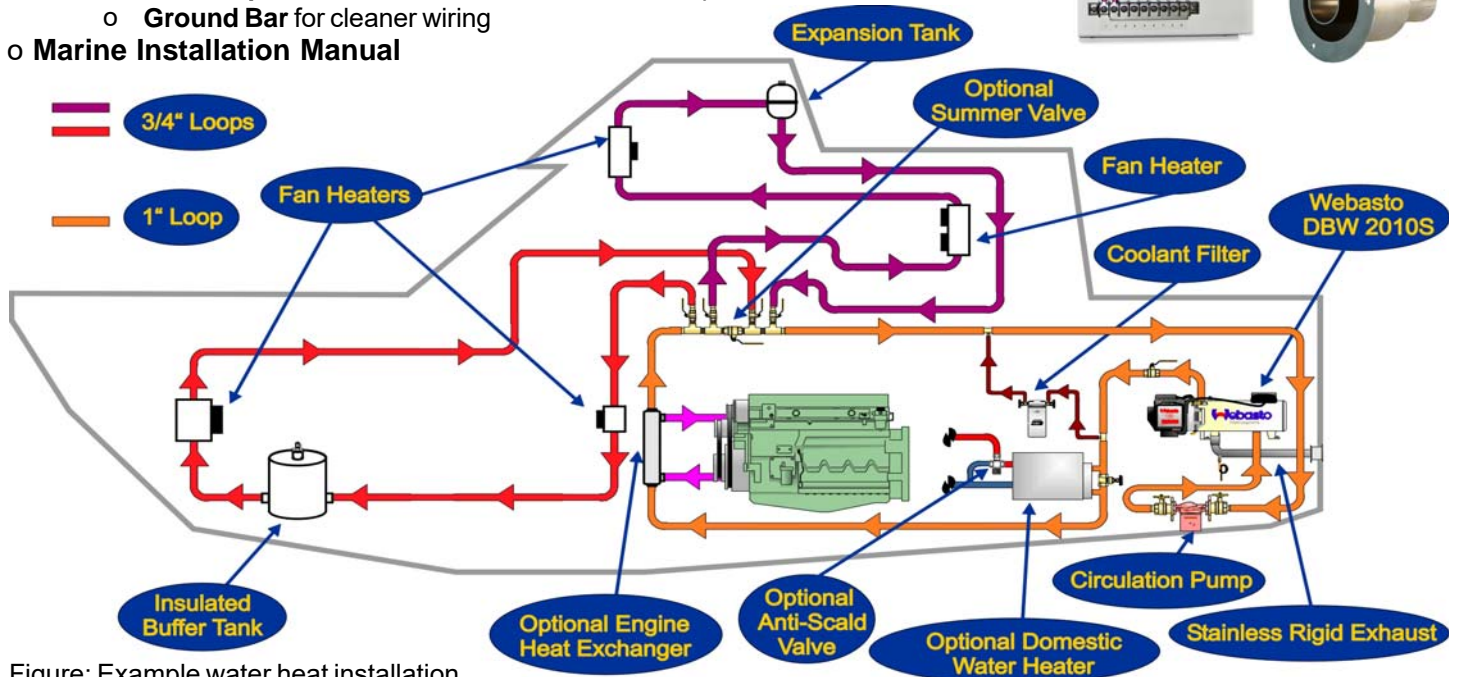 o Ground Bar for cleaner wiring
o Marine Installation Manual
Expansion Tank
Optional
Summer Valve
3/4“ Loops
Fan Heaters
Fan Heater
1“ Loop
Webasto
DBW 2010S
Coolant Filter
Webasto
Insulated
Buffer Tank
Optional Engine
Heat Exchanger
Optional
Anti-Scald
Valve
Optional Domestic
Water Heater
Circulation Pump
Stainless Rigid Exhaust
Figure: Example water heat installation